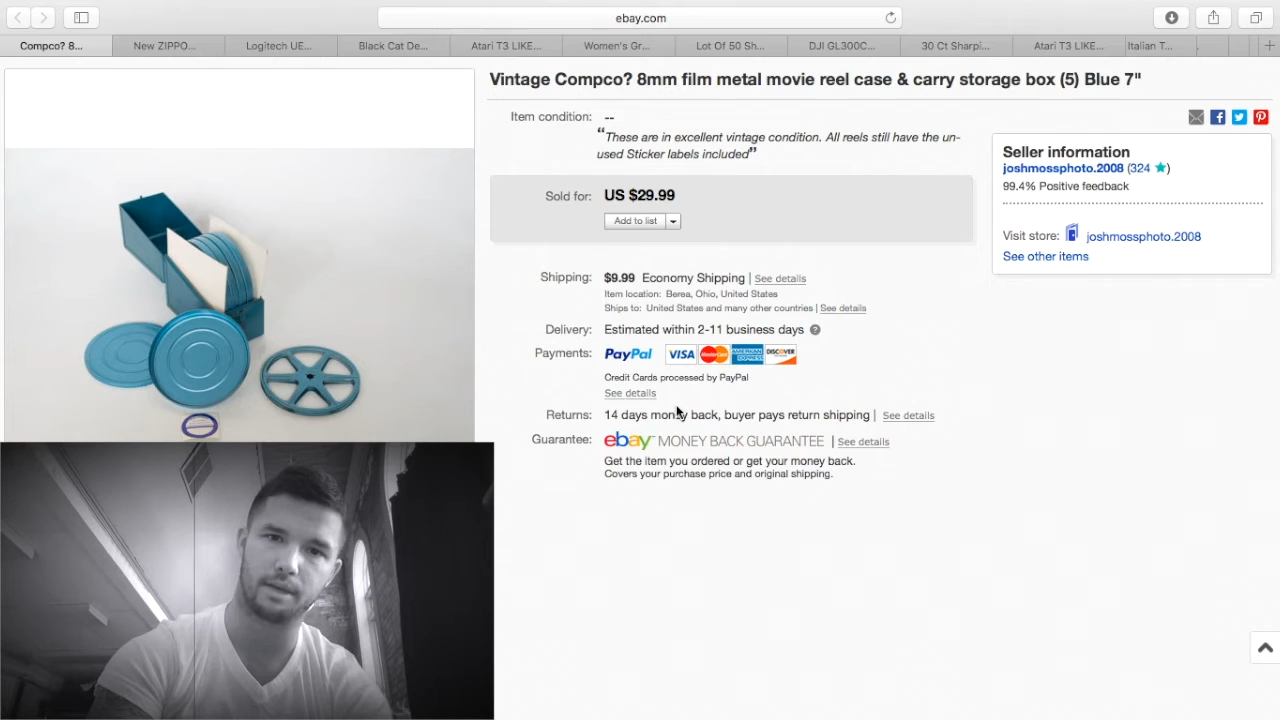 ebay.com
Compco? 8...
New ZIPPO...
Logitech UE...
Black Cat De...
Atari T3 LIKE...
Women's Gr...
Lot Of 50 Sh...
DJI GL300C...
30 Ct Sharpi...
Atari T3 LIKE...
Italian T...
Vintage Compco? 8mm film metal movie reel case & carry storage box (5) Blue 7"
Item condition: --
“These are in excellent vintage condition. All reels still have the un-
used Sticker labels included”
Sold for: US $29.99
Add to list
Shipping: $9.99 Economy Shipping | See details
Item location: Berea, Ohio, United States
Ships to: United States and many other countries | See details
Delivery: Estimated within 2-11 business days ?
Payments: PayPal VISA MasterCard AMERICAN EXPRESS DISCOVER
Credit Cards processed by PayPal
See details
Returns: 14 days money back, buyer pays return shipping | See details
Guarantee: ebay MONEY BACK GUARANTEE | See details
Get the item you ordered or get your money back.
Covers your purchase price and original shipping.
Seller information
joshmossphoto.2008 (324 ★)
99.4% Positive feedback
Visit store: joshmossphoto.2008
See other items